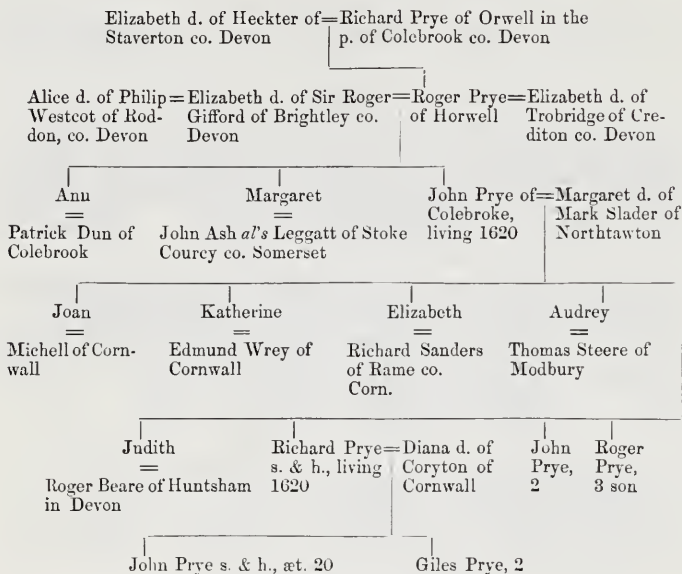 Elizabeth d. of Heckter of = Richard Prye of Orwell in the
Staverton co. Devon p. of Colebrook co. Devon
Alice d. of Philip = Elizabeth d. of Sir Roger = Roger Prye = Elizabeth d. of
Westcot of Rod- Gifford of Brightley co. of Horwell Trobridge of Cre-
don, co. Devon Devon diton co. Devon
Ann Margaret John Prye of = Margaret d. of
= = Colebroke, Mark Slader of
Patrick Dun of John Ash al's Leggatt of Stoke living 1620 Northtawton
Colebrook Courcy co. Somerset
Joan Katherine Elizabeth Audrey
= = = =
Michell of Corn- Edmund Wrey of Richard Sanders Thomas Steere of
wall Cornwall of Rame co. Modbury
Corn.
Judith Richard Prye = Diana d. of John Roger
= s. & h., living Coryton of Prye, Prye,
Roger Beare of Huntsham 1620 Cornwall 2 3 son
in Devon
John Prye s. & h., æt. 20 Giles Prye, 2